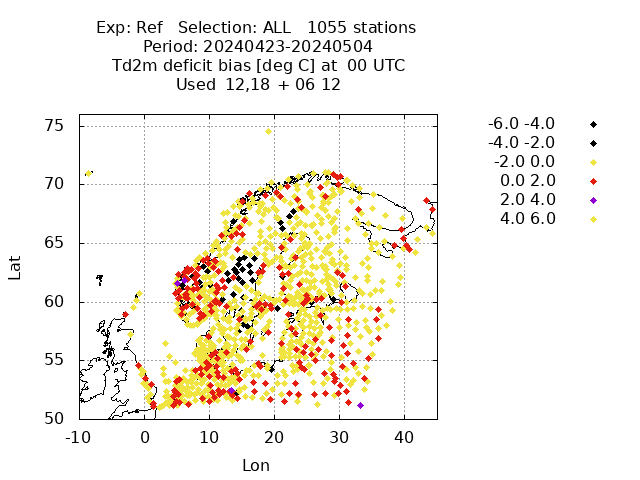 Exp: Ref   Selection: ALL   1055 stations
Period: 20240423-20240504
Td2m deficit bias [deg C] at  00 UTC
Used  12,18 + 06 12
-6.0 -4.0
-4.0 -2.0
-2.0 0.0
0.0 2.0
2.0 4.0
4.0 6.0
75
70
65
60
55
50
Lat
-10 0 10 20 30 40
Lon